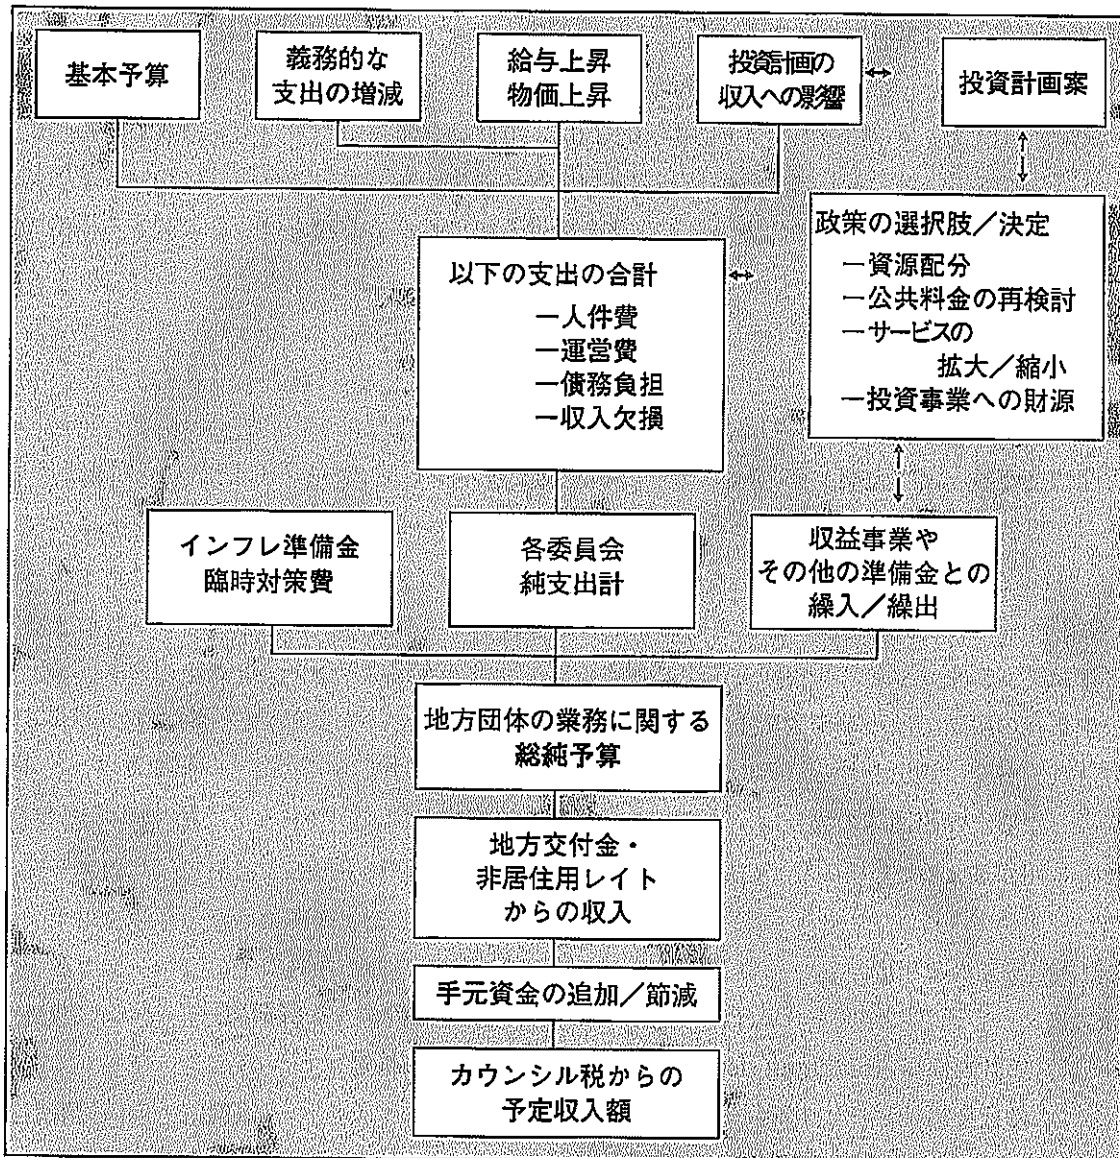 基本予算
義務的な
支出の増減
給与上昇
物価上昇
投資計画の
収入への影響
投資計画案
政策の選択肢／決定
―資源配分
―公共料金の再検討
―サービスの
拡大／縮小
―投資事業への財源
以下の支出の合計
―人件費
―運営費
―債務負担
―収入欠損
インフレ準備金
臨時対策費
各委員会
純支出計
収益事業や
その他の準備金との
繰入／繰出
地方団体の業務に関する
総純予算
地方交付金・
非居住用レイト
からの収入
手元資金の追加／節減
カウンシル税からの
予定収入額